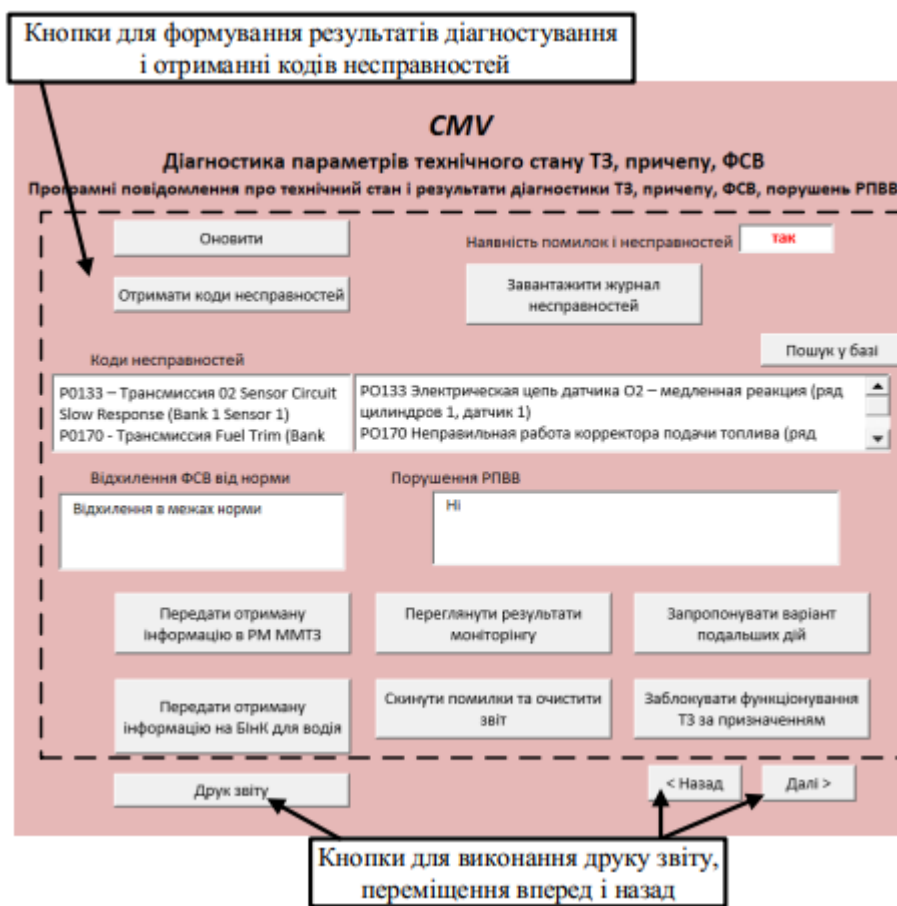 Кнопки для формування результатів діагностування
і отриманні кодів несправностей
CMV
Діагностика параметрів технічного стану ТЗ, причепу, ФСВ
Програмні повідомлення про технічний стан і результати діагностики ТЗ, причепу, ФСВ, порушень РПВВ
Оновити
Наявність помилок і несправностей
так
Отримати коди несправностей
Завантажити журнал
несправностей
Пошук у базі
Коди несправностей
P0133 – Трансмиссия 02 Sensor Circuit
Slow Response (Bank 1 Sensor 1)
P0170 - Трансмиссия Fuel Trim (Bank
PO133 Электрическая цепь датчика О2 – медленная реакция (ряд
цилиндров 1, датчик 1)
PO170 Неправильная работа корректора подачи топлива (ряд
Відхилення ФСВ від норми
Порушення РПВВ
Відхилення в межах норми
Ні
Передати отриману
інформацію в РМ ММТЗ
Переглянути результати
моніторінгу
Запропонувати варіант
подальших дій
Передати отриману
інформацію на БІнК для водія
Скинути помилки та очистити
звіт
Заблокувати функціонування
ТЗ за призначенням
Друк звіту
< Назад
Далі >
Кнопки для виконання друку звіту,
переміщення вперед і назад